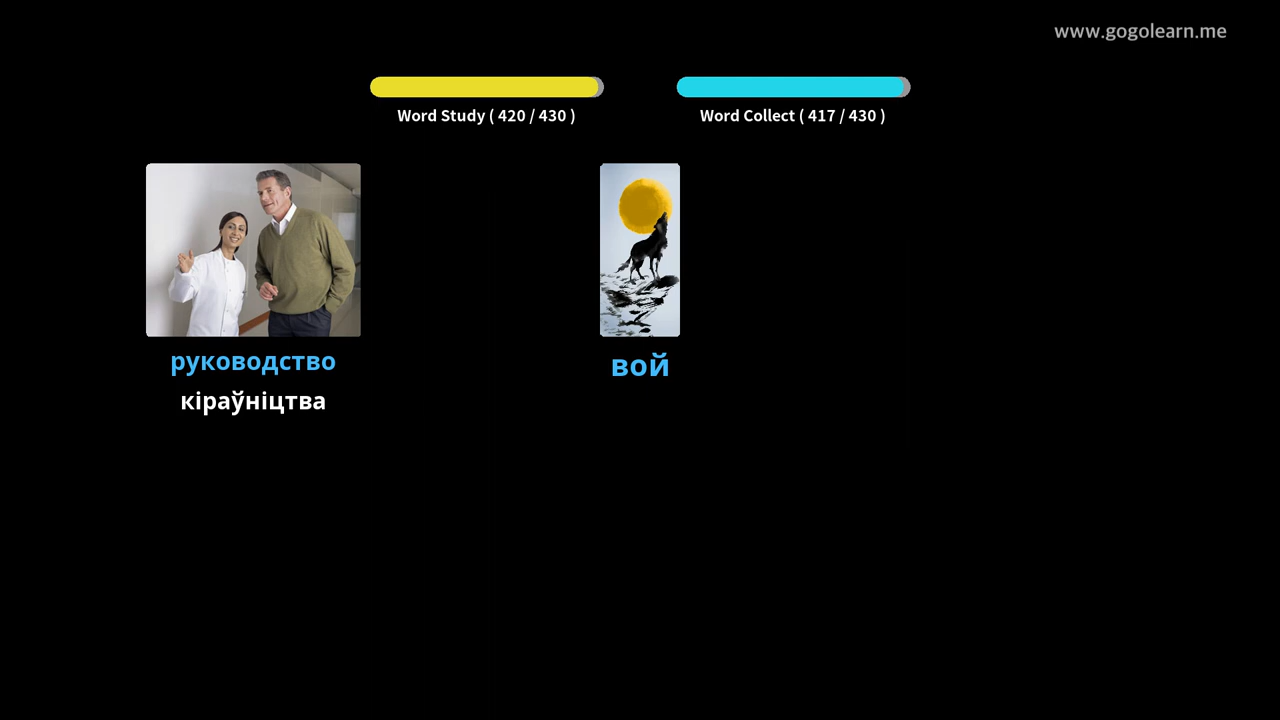 www.gogolearn.me
Word Study ( 420 / 430 )
Word Collect ( 417 / 430 )
руководство
кіраўніцтва
вой